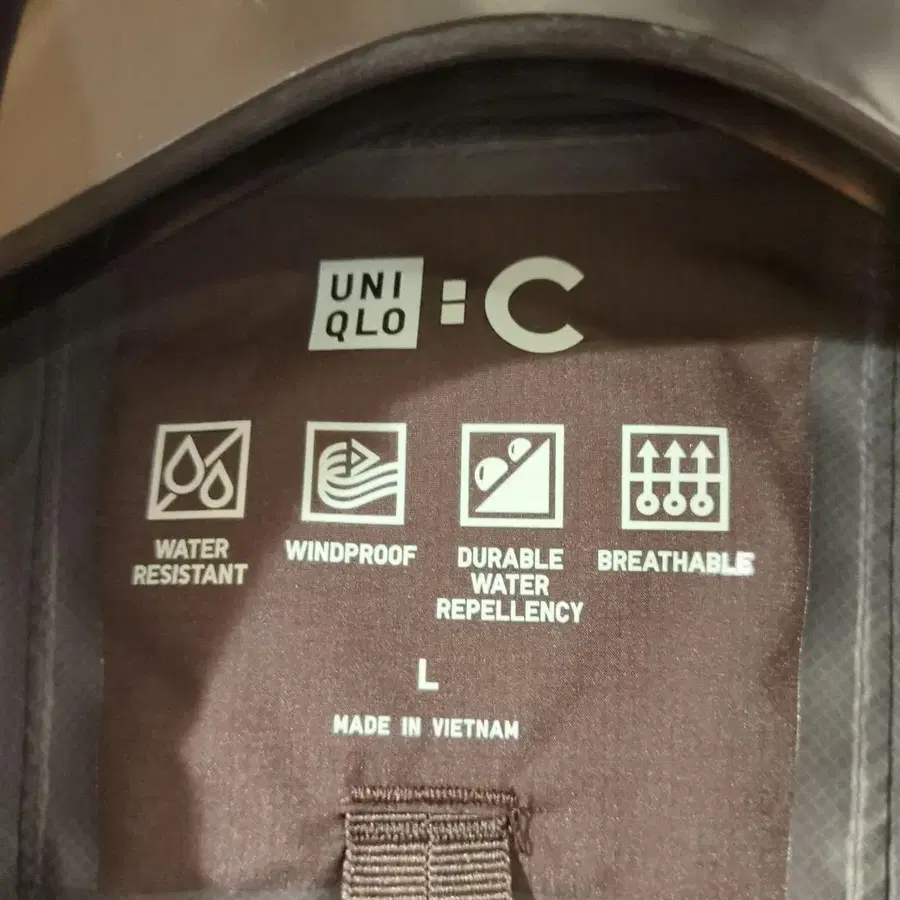 UNI
QLO : C
WATER
RESISTANT
WINDPROOF
DURABLE
WATER
REPELLENCY
BREATHABLE
L
MADE IN VIETNAM